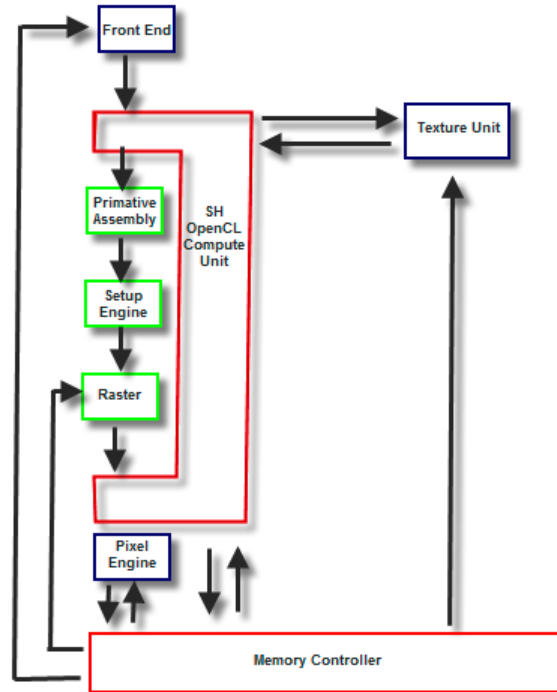 Front End
Texture Unit
Primative
Assembly
SH
OpenCL
Compute
Unit
Setup
Engine
Raster
Pixel
Engine
Memory Controller